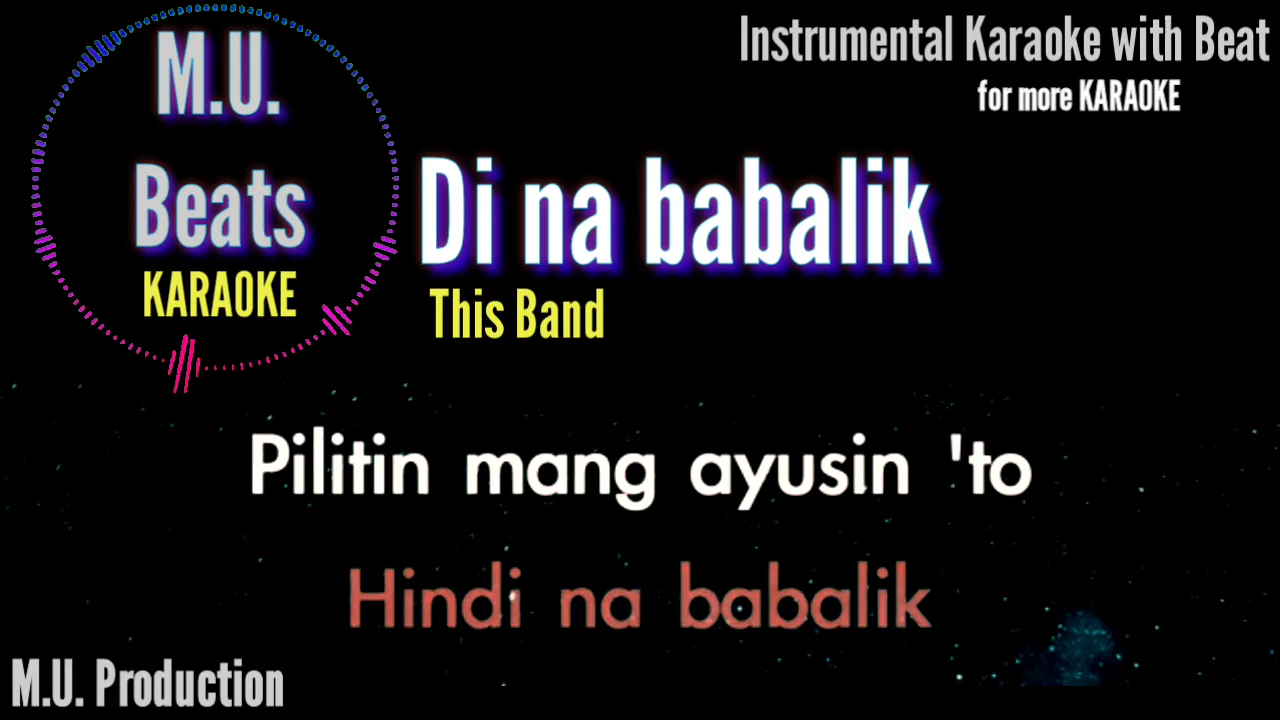 M.U.
Beats
KARAOKE
Instrumental Karaoke with Beat
for more KARAOKE
Di na babalik
This Band
Pilitin mang ayusin 'to
Hindi na babalik
M.U. Production